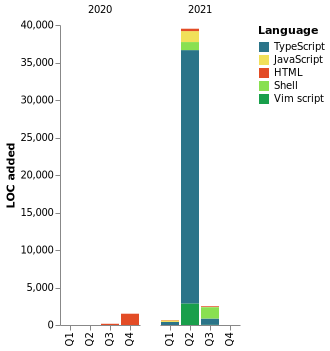 2020 2021
Language
TypeScript
JavaScript
HTML
Shell
Vim script
LOC added
40,000
35,000
30,000
25,000
20,000
15,000
10,000
5,000
0
Q1 Q2 Q3 Q4 Q1 Q2 Q3 Q4